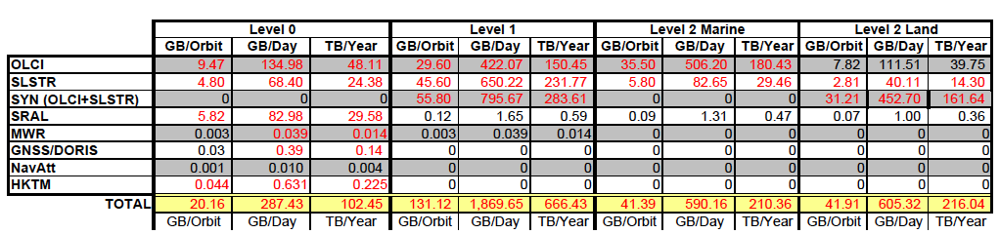 Level 0 Level 1 Level 2 Marine Level 2 Land
GB/Orbit GB/Day TB/Year GB/Orbit GB/Day TB/Year GB/Orbit GB/Day TB/Year GB/Orbit GB/Day TB/Year
OLCI 9.47 134.98 48.11 29.60 422.07 150.45 35.50 506.20 180.43 7.82 111.51 39.75
SLSTR 4.80 68.40 24.38 45.60 650.22 231.77 5.80 82.65 29.46 2.81 40.11 14.30
SYN (OLCI+SLSTR) 0 0 0 55.80 795.67 283.61 0 0 0 31.21 452.70 161.64
SRAL 5.82 82.98 29.58 0.12 1.65 0.59 0.09 1.31 0.47 0.07 1.00 0.36
MWR 0.003 0.039 0.014 0.003 0.039 0.014 0 0 0 0 0 0
GNSS/DORIS 0.03 0.39 0.14 0 0 0 0 0 0 0 0 0
NavAtt 0.001 0.010 0.004 0 0 0 0 0 0 0 0 0
HKTM 0.044 0.631 0.225 0 0 0 0 0 0 0 0 0
TOTAL 20.16 287.43 102.45 131.12 1,869.65 666.43 41.39 590.16 210.36 41.91 605.32 216.04
GB/Orbit GB/Day TB/Year GB/Orbit GB/Day TB/Year GB/Orbit GB/Day TB/Year GB/Orbit GB/Day TB/Year